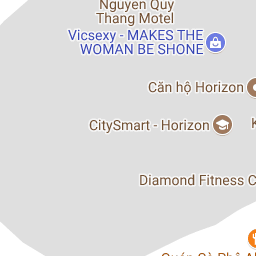 Nguyen Quy
Thang Motel
Vicsexy - MAKES THE
WOMAN BE SHONE
Căn hộ Horizon
CitySmart - Horizon
K
Diamond Fitness C